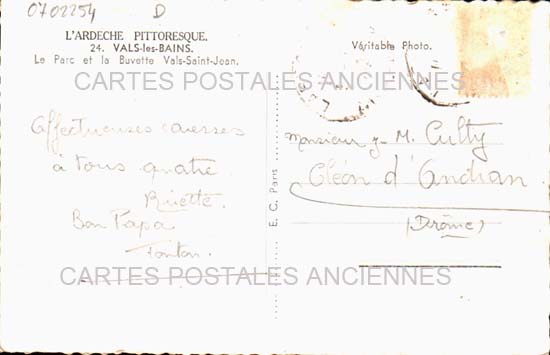 0702254 D
L'ARDECHE PITTORESQUE.
24. VALS-les-BAINS.
Le Parc et la Buvette Vals-Saint-Jean.
Véritable Photo.
CARTES POSTALES ANCIENNES
Affectueuses caresses
à tous quatre.
Riuette.
Bon Papa
Tonton.
E. C. Paris
Monsieur J. M. Culty
Cléon d'Andran
(Drôme)
CARTES POSTALES ANCIENNES